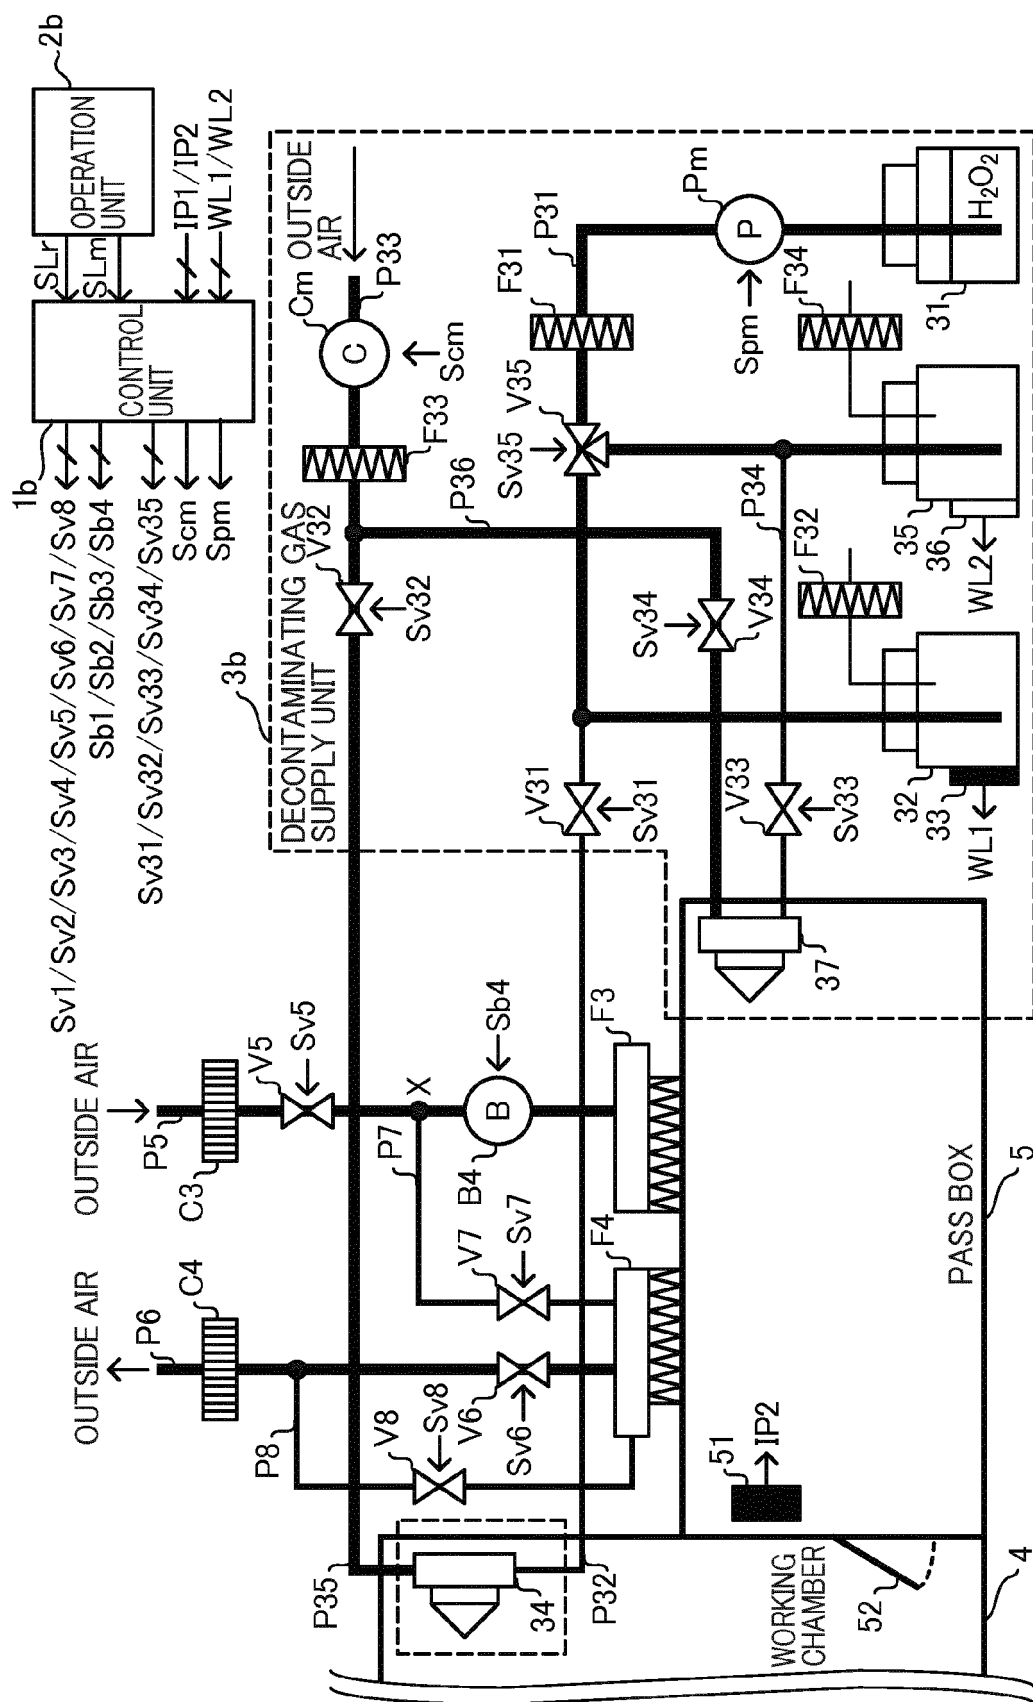 2b
OPERATION
UNIT
SLr
SLm
IP1/IP2
WL1/WL2
1b
CONTROL
UNIT
Sv1/Sv2/Sv3/Sv4/Sv5/Sv6/Sv7/Sv8
Sb1/Sb2/Sb3/Sb4
Sv31/Sv32/Sv33/Sv34/Sv35
Scm
Spm
3b
DECONTAMINATING GAS
SUPPLY UNIT
OUTSIDE
AIR
Cm
C
P33
Scm
F33
V32
Sv32
P36
F31
P31
Pm
P
Spm
V35
Sv35
F34
H₂O₂
31
P34
35
36
WL2
F32
Sv34
V34
V31
Sv31
V33
Sv33
32
33
WL1
37
OUTSIDE AIR
P5
C3
V5
Sv5
X
P7
B
B4
Sb4
F3
OUTSIDE AIR
P6
C4
V7
Sv7
F4
P8
V8
Sv8
V6
Sv6
P35
34
P32
51
IP2
PASS BOX
5
WORKING
CHAMBER
52
4